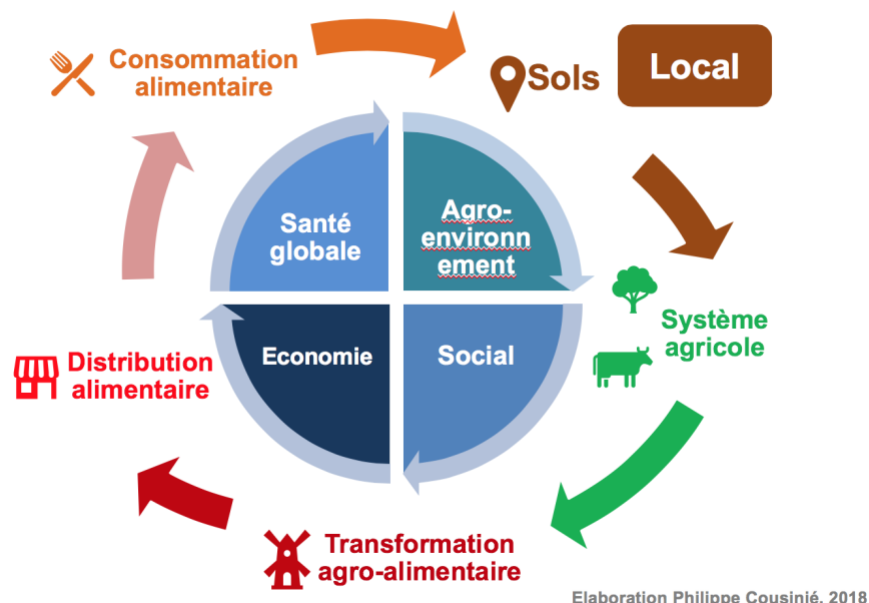 Consommation
alimentaire
Sols
Local
Santé
globale
Agro-
environn
ement
Système
agricole
Economie
Social
Distribution
alimentaire
Transformation
agro-alimentaire
Elaboration Philippe Cousinié, 2018